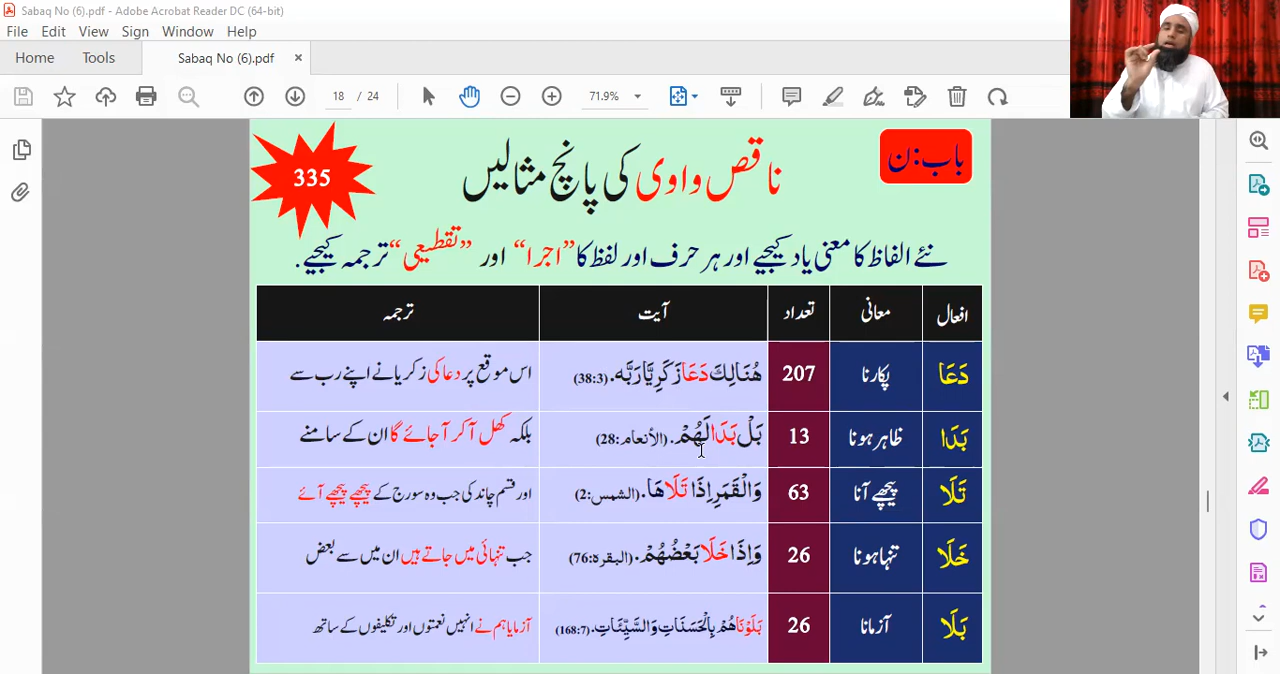 Sabaq No (6).pdf - Adobe Acrobat Reader DC (64-bit)
File Edit View Sign Window Help
Home Tools Sabaq No (6).pdf ×
18 / 24 71.9%
باب: ن
ناقص واوی کی پانچ مثالیں
335
نئے الفاظ کا معنی یاد کیجیے اور ہر حرف اور لفظ کا ”اجرا“ اور ”تقطیعی“ ترجمہ کیجیے.
افعال معانی تعداد آیت ترجمہ
دَعَا پکارنا 207 هُنَالِكَ دَعَا زَكَرِيَّا رَبَّه. (38:3) اس موقع پر دعا کی زکریا نے اپنے رب سے
بَدَا ظاہر ہونا 13 بَلْ بَدَا لَهُمْ. (الأنعام:28) بلکہ کھل آ کر آ جائے گا ان کے سامنے
تَلَا پیچھے آنا 63 وَالْقَمَرِ اِذَا تَلَاهَا. (الشمس:2) اور قسم چاند کی جب وہ سورج کے پیچھے پیچھے آئے
خَلَا تنہا ہونا 26 وَاِذَا خَلَا بَعْضُهُمْ. (البقرہ:76) جب تنہائی میں جاتے ہیں ان میں سے بعض
بَلَا آزمانا 26 بَلَوْنَاهُمْ بِالْحَسَنَاتِ وَالسَّيِّئَاتِ. (168:7) آزمایا ہم نے انہیں نعمتوں اور تکلیفوں کے ساتھ